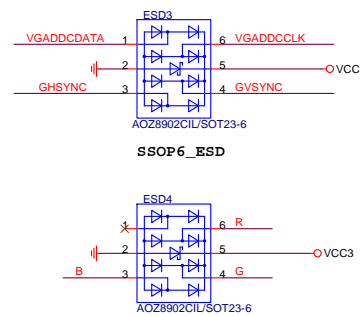 ESD3
VGADDCDATA 1 6 VGADDCCLK
2 5 VCC
GHSYNC 3 4 GVSYNC
AOZ8902CIL/SOT23-6
SSOP6_ESD
ESD4
1 6 R
2 5 VCC3
B 3 4 G
AOZ8902CIL/SOT23-6